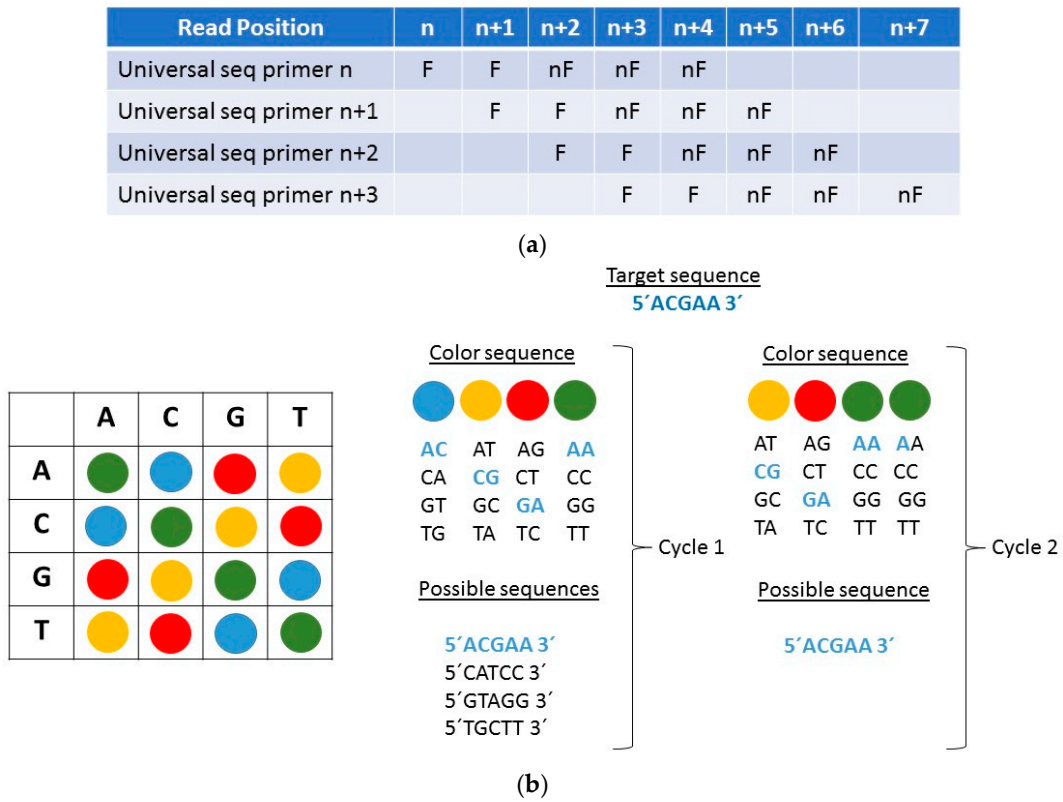 Read Position n n+1 n+2 n+3 n+4 n+5 n+6 n+7
Universal seq primer n F F nF nF nF
Universal seq primer n+1 F F nF nF nF
Universal seq primer n+2 F F nF nF nF
Universal seq primer n+3 F F nF nF nF
(a)
Target sequence
5´ACGAA 3´
A C G T
A
C
G
T
Color sequence
AC AT AG AA
CA CG CT CC
GT GC GA GG
TG TA TC TT
Possible sequences
5´ACGAA 3´
5´CATCC 3´
5´GTAGG 3´
5´TGCTT 3´
Cycle 1
Color sequence
AT AG AA AA
CG CT CC CC
GC GA GG GG
TA TC TT TT
Possible sequence
5´ACGAA 3´
Cycle 2
(b)